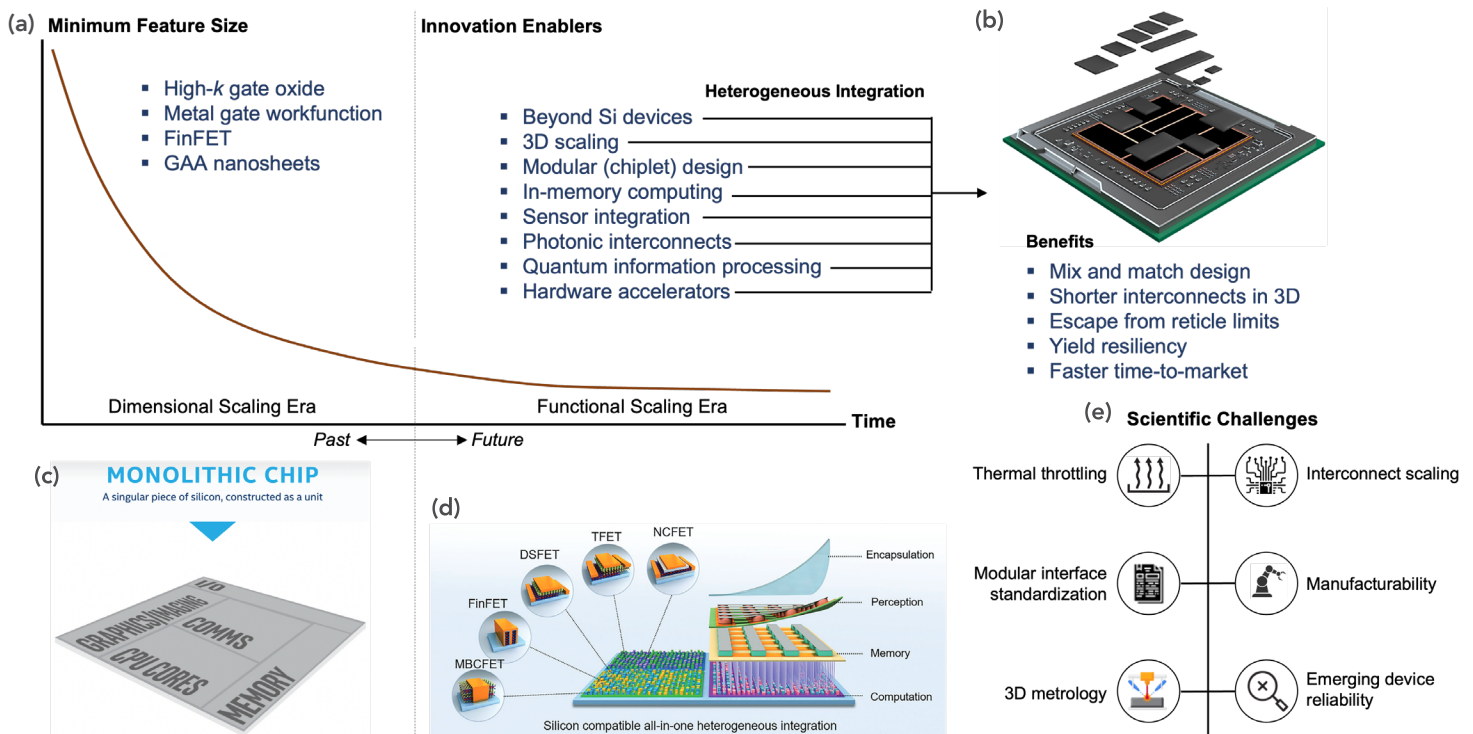 (a)
Minimum Feature Size
High-k gate oxide
Metal gate workfunction
FinFET
GAA nanosheets
Innovation Enablers
Heterogeneous Integration
Beyond Si devices
3D scaling
Modular (chiplet) design
In-memory computing
Sensor integration
Photonic interconnects
Quantum information processing
Hardware accelerators
Dimensional Scaling Era
Functional Scaling Era
Time
Past
Future
(b)
Benefits
Mix and match design
Shorter interconnects in 3D
Escape from reticle limits
Yield resiliency
Faster time-to-market
(c)
MONOLITHIC CHIP
A singular piece of silicon, constructed as a unit
I/O
GRAPHICS/IMAGING
COMMS
CPU CORES
MEMORY
(d)
NCFET
TFET
DSFET
FinFET
MBCFET
Encapsulation
Perception
Memory
Computation
Silicon compatible all-in-one heterogeneous integration
(e)
Scientific Challenges
Thermal throttling
Interconnect scaling
Modular interface
standardization
Manufacturability
3D metrology
Emerging device
reliability